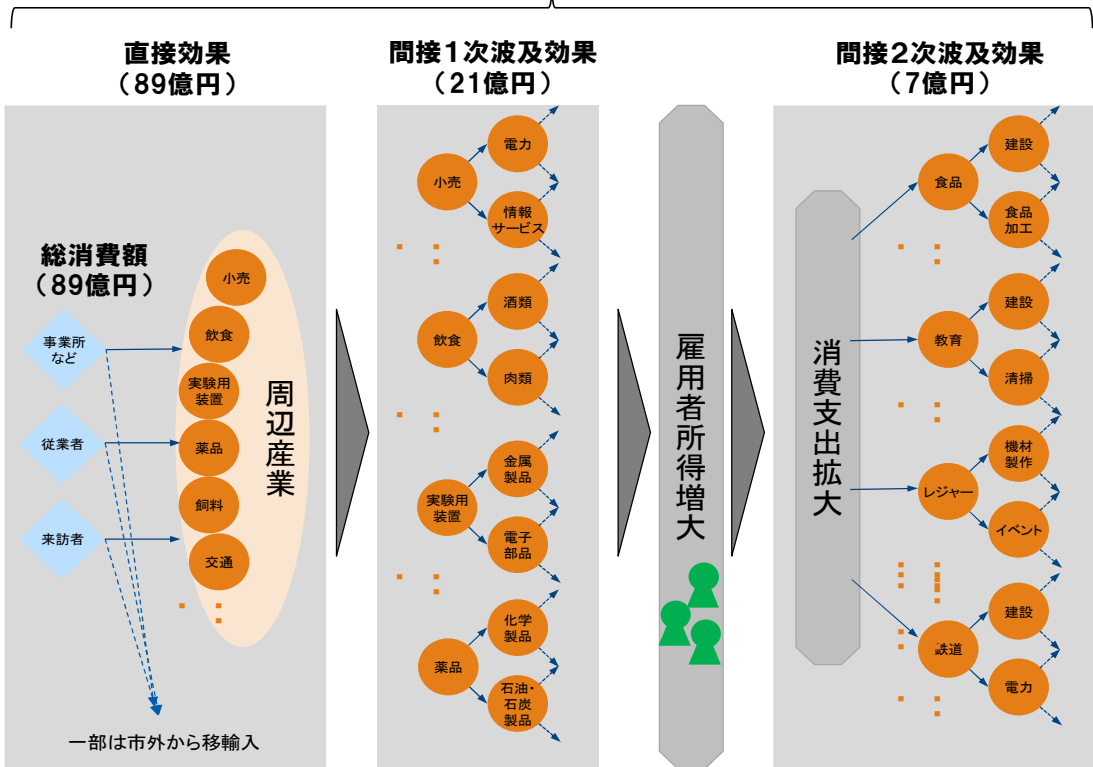 直接効果
（89億円）
間接１次波及効果
（21億円）
間接２次波及効果
（7億円）
総消費額
（89億円）
事業所
など
従業者
来訪者
小売
飲食
実験用
装置
薬品
飼料
交通
周辺産業
一部は市外から移輸入
小売
電力
情報
サービス
飲食
酒類
肉類
実験用
装置
金属
製品
電子
部品
薬品
化学
製品
石油・
石炭
製品
雇用者所得増大
消費支出拡大
食品
建設
食品
加工
教育
建設
清掃
レジャー
機材
製作
イベント
鉄道
建設
電力